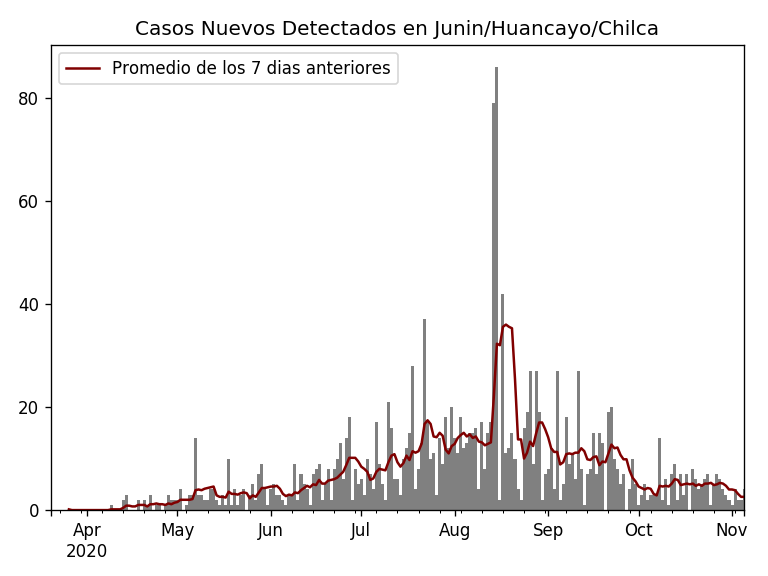 Casos Nuevos Detectados en Junin/Huancayo/Chilca
Promedio de los 7 dias anteriores
80
60
40
20
0
Apr May Jun Jul Aug Sep Oct Nov
2020